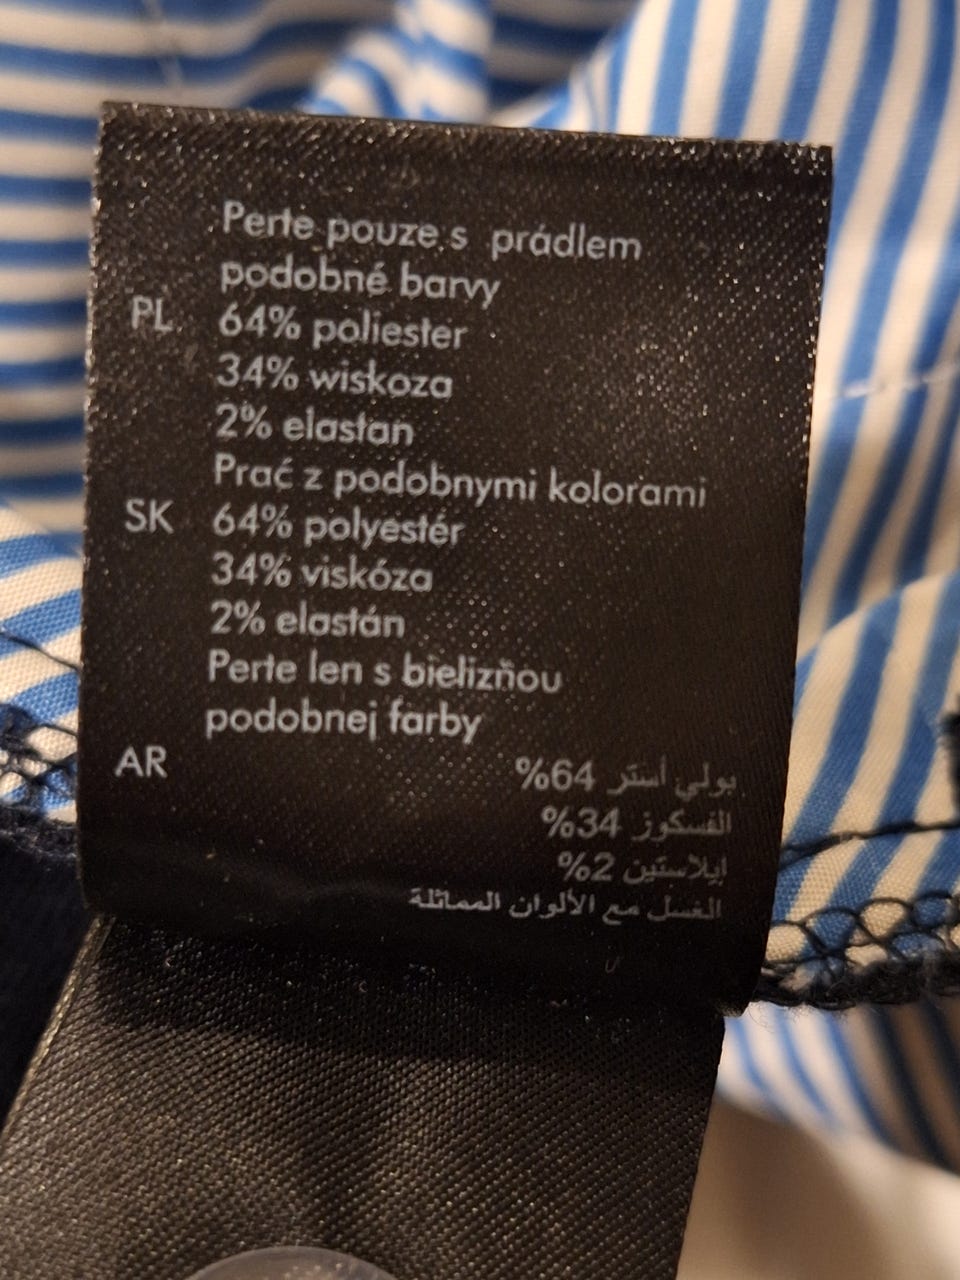 Perte pouze s prádlem
podobné barvy
PL 64% poliester
34% wiskoza
2% elastan
Prać z podobnymi kolorami
SK 64% polyestér
34% viskóza
2% elastán
Perte len s bielizňou
podobnej farby
AR
بولي أستر 64%
الفسكوز 34%
إيلاستين 2%
الغسل مع الألوان المماثلة